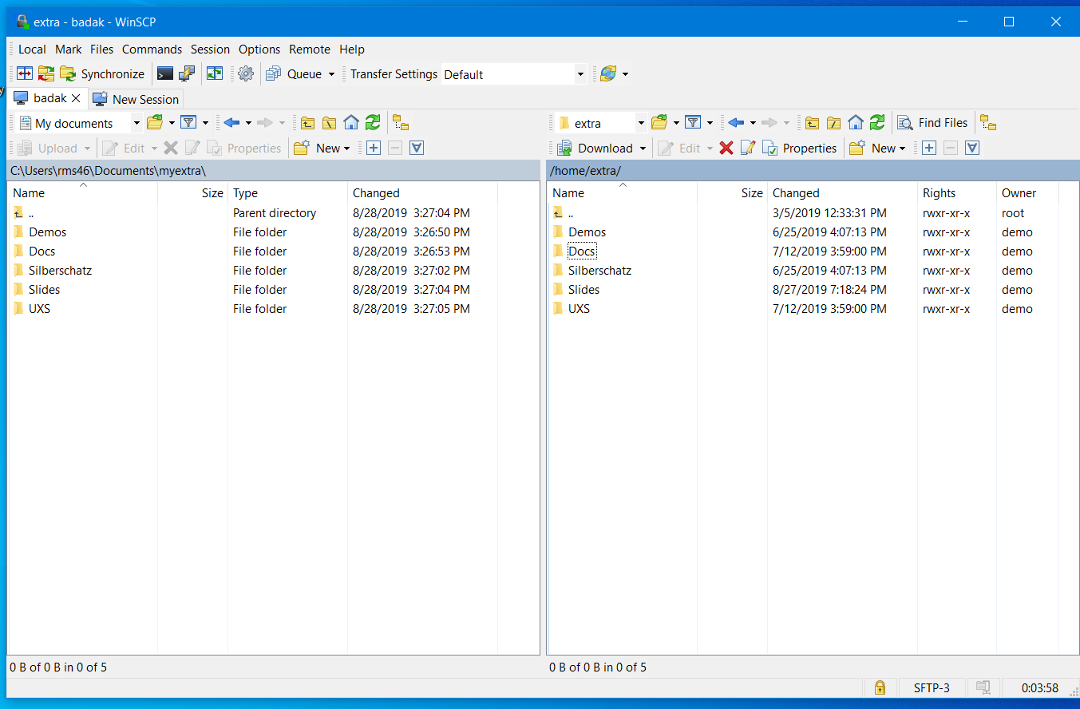 extra - badak - WinSCP
Local Mark Files Commands Session Options Remote Help
Synchronize Queue Transfer Settings Default
badak New Session
My documents
Upload Edit Properties New
C:\Users\rms46\Documents\myextra\
Name Size Type Changed
.. Parent directory 8/28/2019 3:27:04 PM
Demos File folder 8/28/2019 3:26:50 PM
Docs File folder 8/28/2019 3:26:53 PM
Silberschatz File folder 8/28/2019 3:27:02 PM
Slides File folder 8/28/2019 3:27:04 PM
UXS File folder 8/28/2019 3:27:05 PM
0 B of 0 B in 0 of 5
extra Find Files
Download Edit Properties New
/home/extra/
Name Size Changed Rights Owner
.. 3/5/2019 12:33:31 PM rwxr-xr-x root
Demos 6/25/2019 4:07:13 PM rwxr-xr-x demo
Docs 7/12/2019 3:59:00 PM rwxr-xr-x demo
Silberschatz 6/25/2019 4:07:13 PM rwxr-xr-x demo
Slides 8/27/2019 7:18:24 PM rwxr-xr-x demo
UXS 7/12/2019 3:59:00 PM rwxr-xr-x demo
0 B of 0 B in 0 of 5
SFTP-3 0:03:58